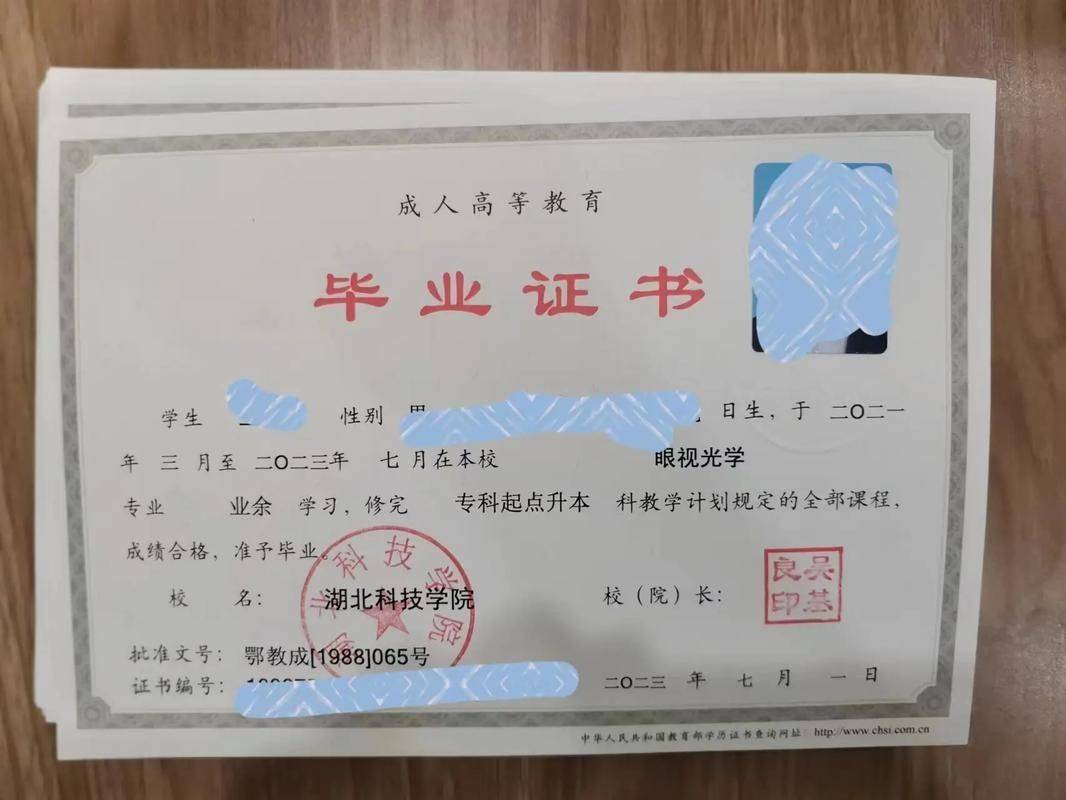 成人高等教育
毕业证书
学生 性别 男 日生，于 二〇二一
年 三 月至 二〇二三年 七 月在本校 眼视光学
专业 业余 学习，修完 专科起点升本 科教学计划规定的全部课程，
成绩合格，准予毕业。
校 名： 湖北科技学院 校（院）长： 吴基良印
湖北科技学院
批准文号： 鄂教成[1988]065号
证书编号： 二〇二三 年 七 月 一 日
中华人民共和国教育部学历证书查询网址：http://www.chsi.com.cn